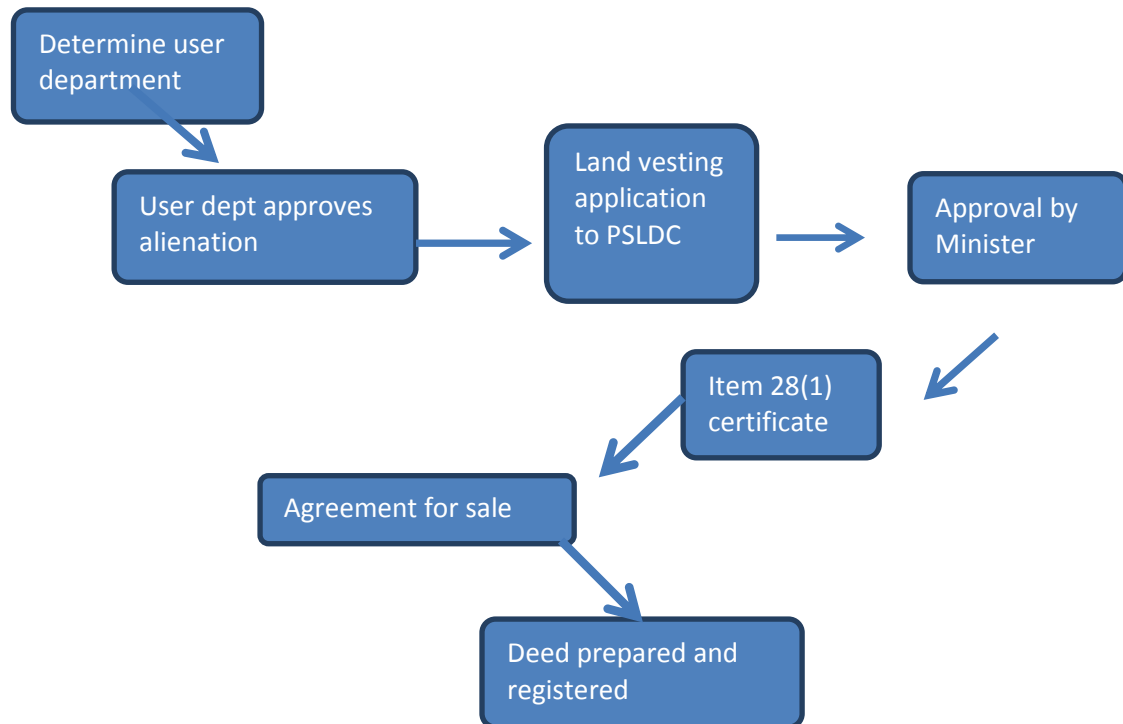 Determine user
department
User dept approves
alienation
Land vesting
application
to PSLDC
Approval by
Minister
Item 28(1)
certificate
Agreement for sale
Deed prepared and
registered